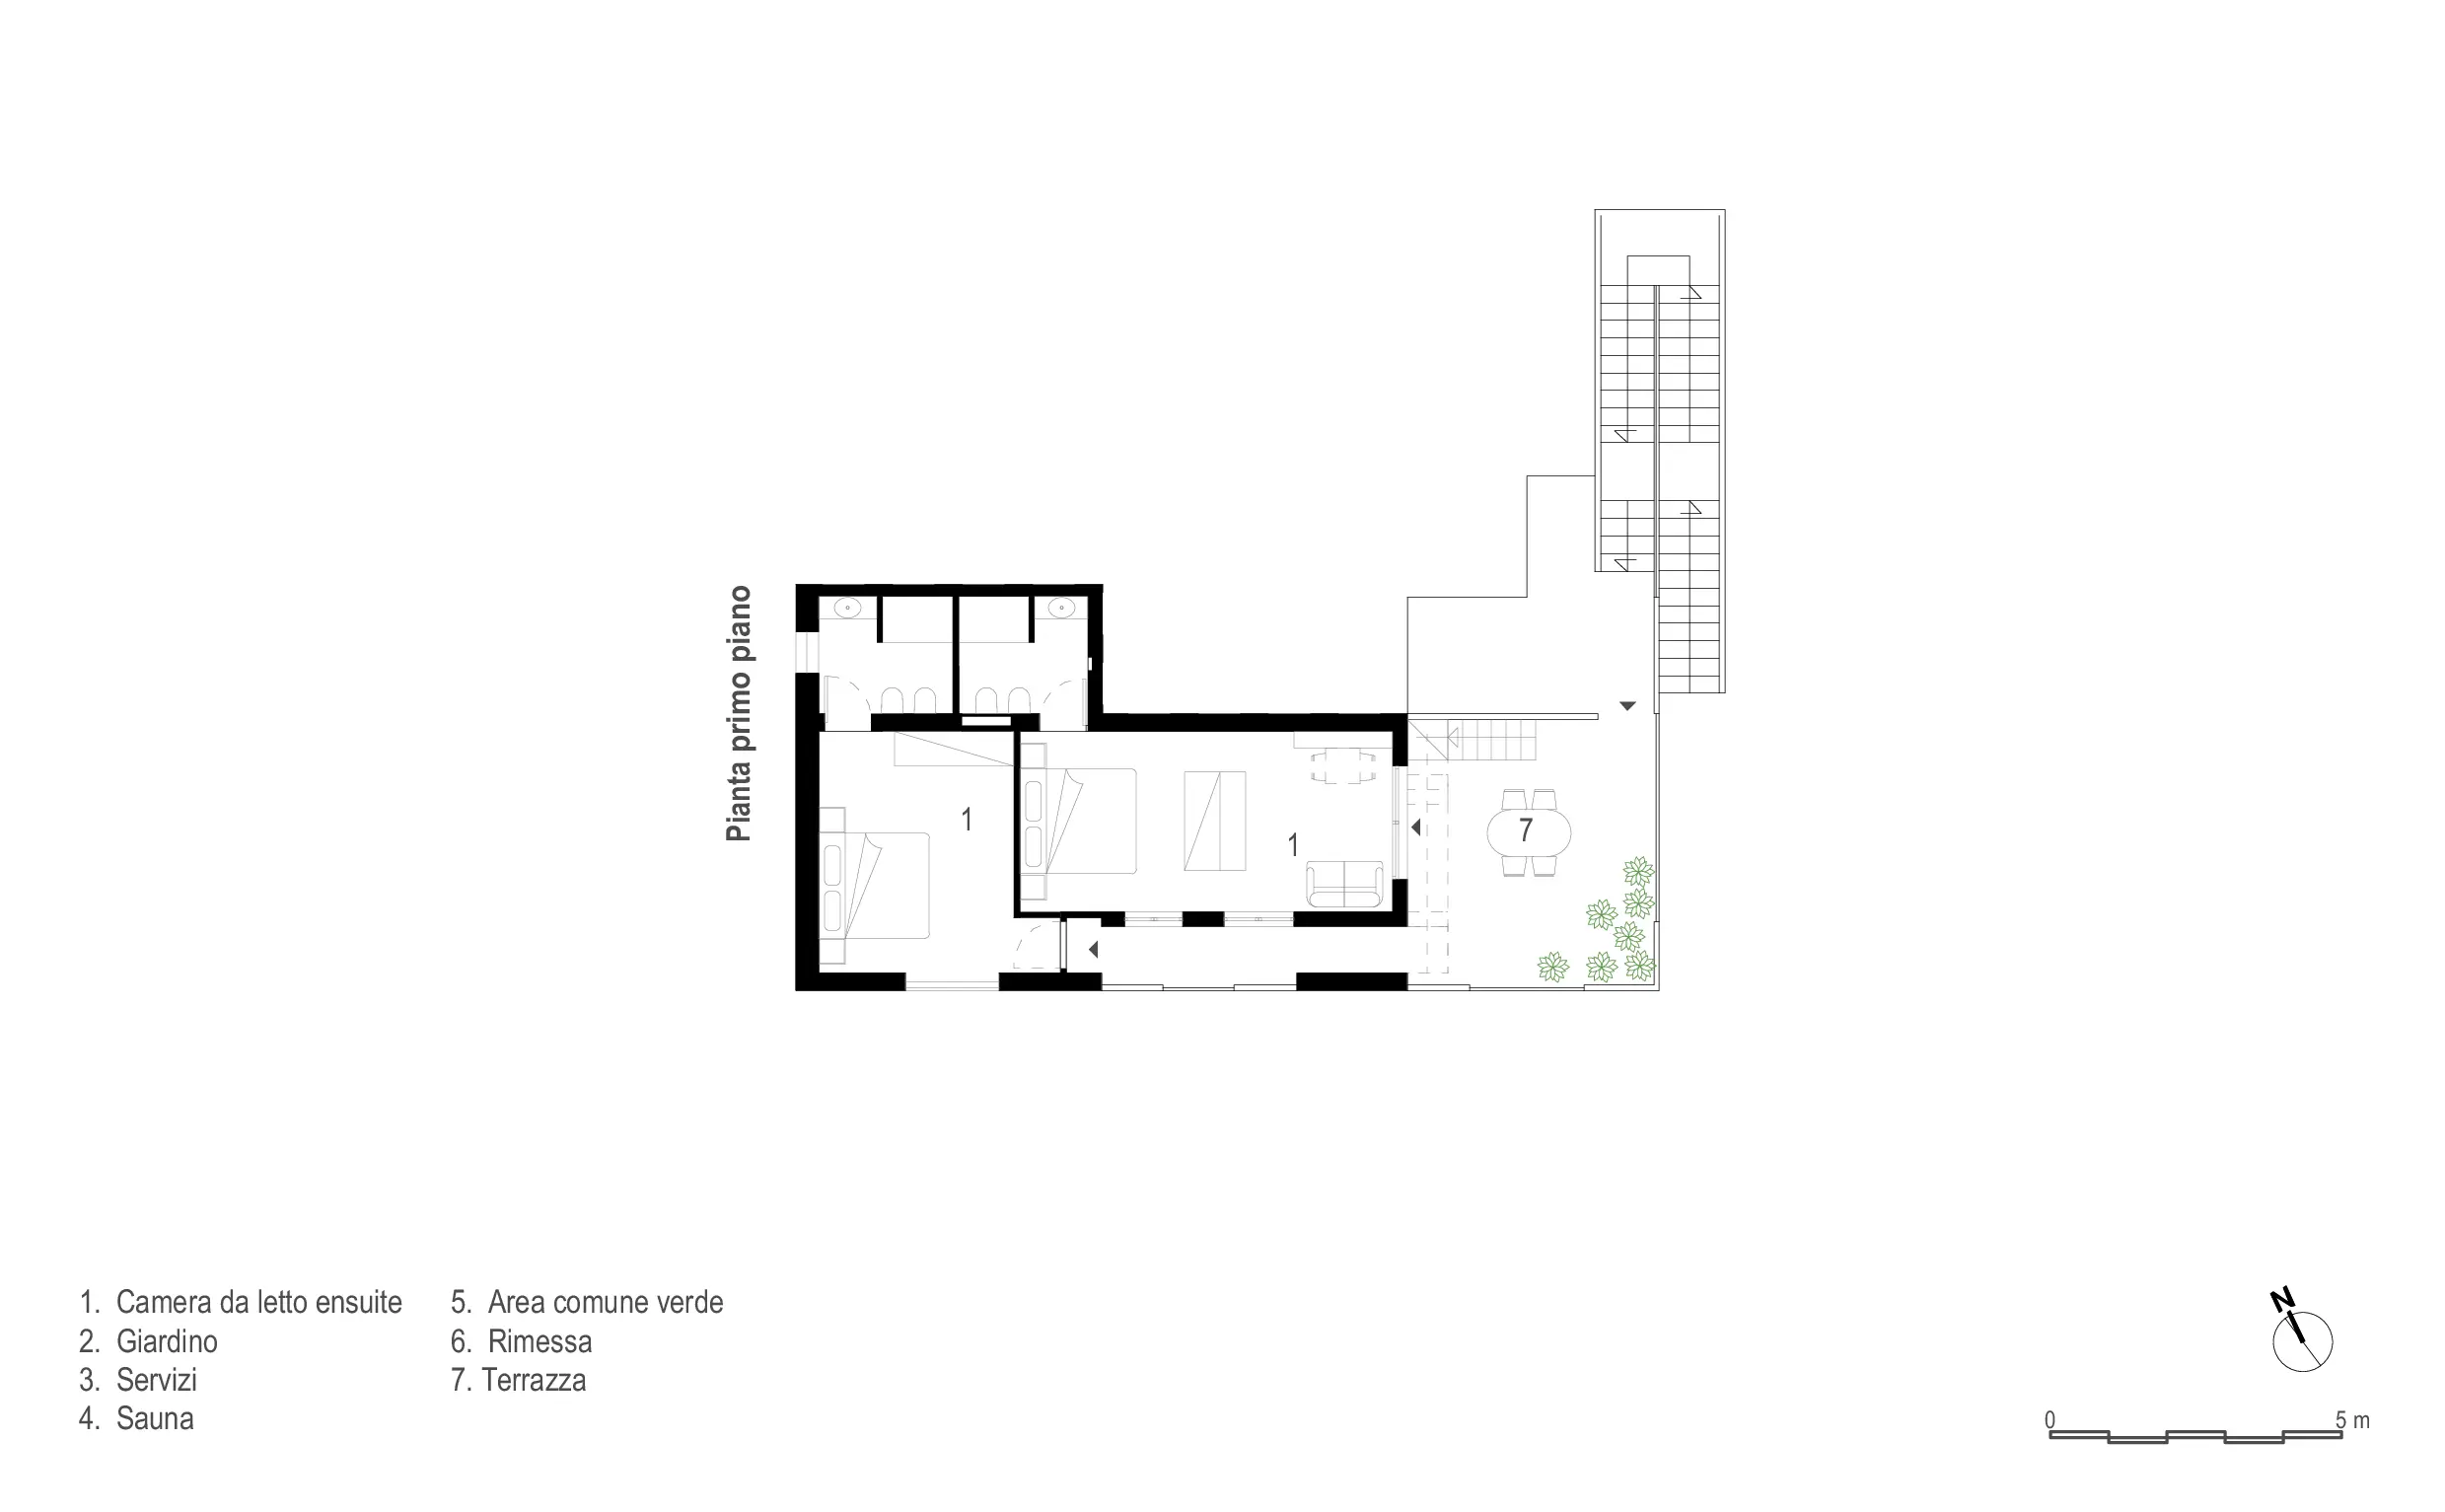 Pianta primo piano
1
1
7
1. Camera da letto ensuite
2. Giardino
3. Servizi
4. Sauna
5. Area comune verde
6. Rimessa
7. Terrazza
N
0 5 m